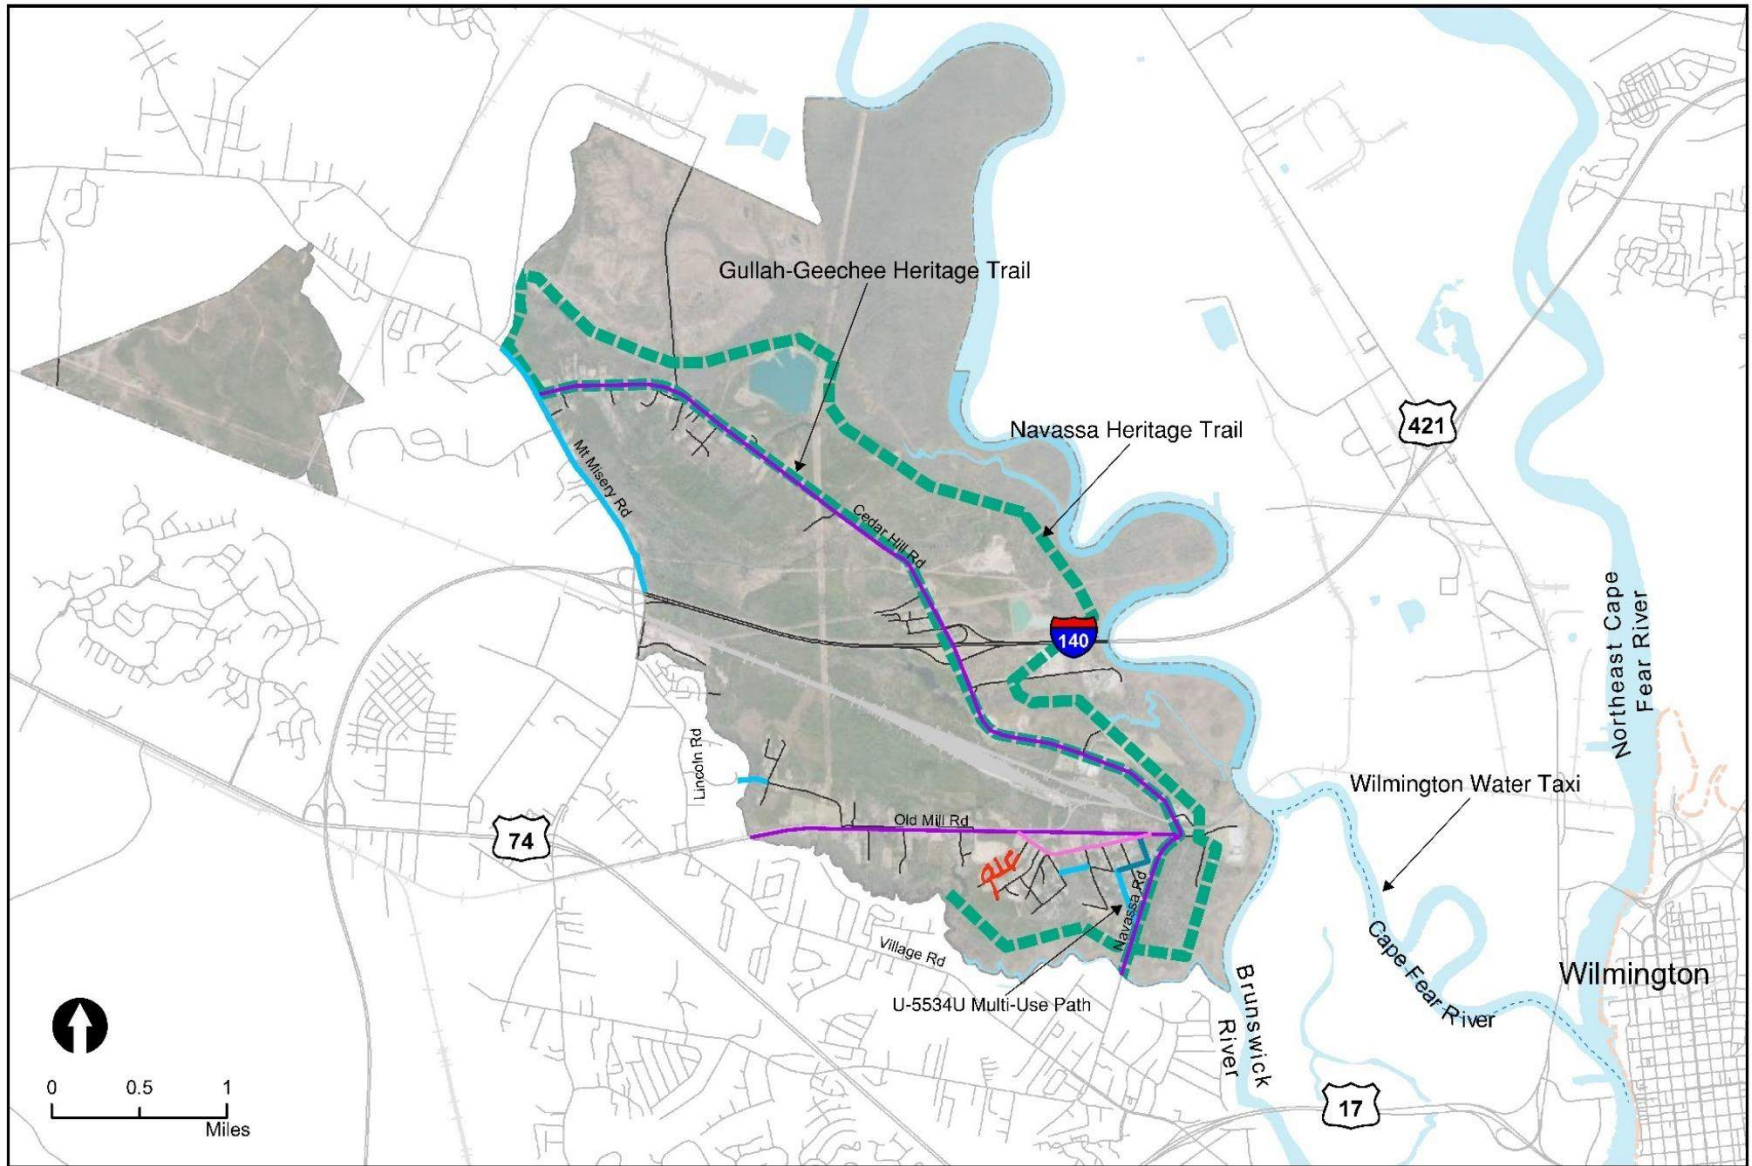 Gullah-Geechee Heritage Trail
Navassa Heritage Trail
421
Mt Misery Rd
Cedar Hill Rd
140
Northeast Cape
Fear River
Lincoln Rd
Wilmington Water Taxi
Old Mill Rd
74
Navassa Rd
Village Rd
Cape Fear River
Wilmington
U-5534U Multi-Use Path
Brunswick
River
0 0.5 1
Miles
17